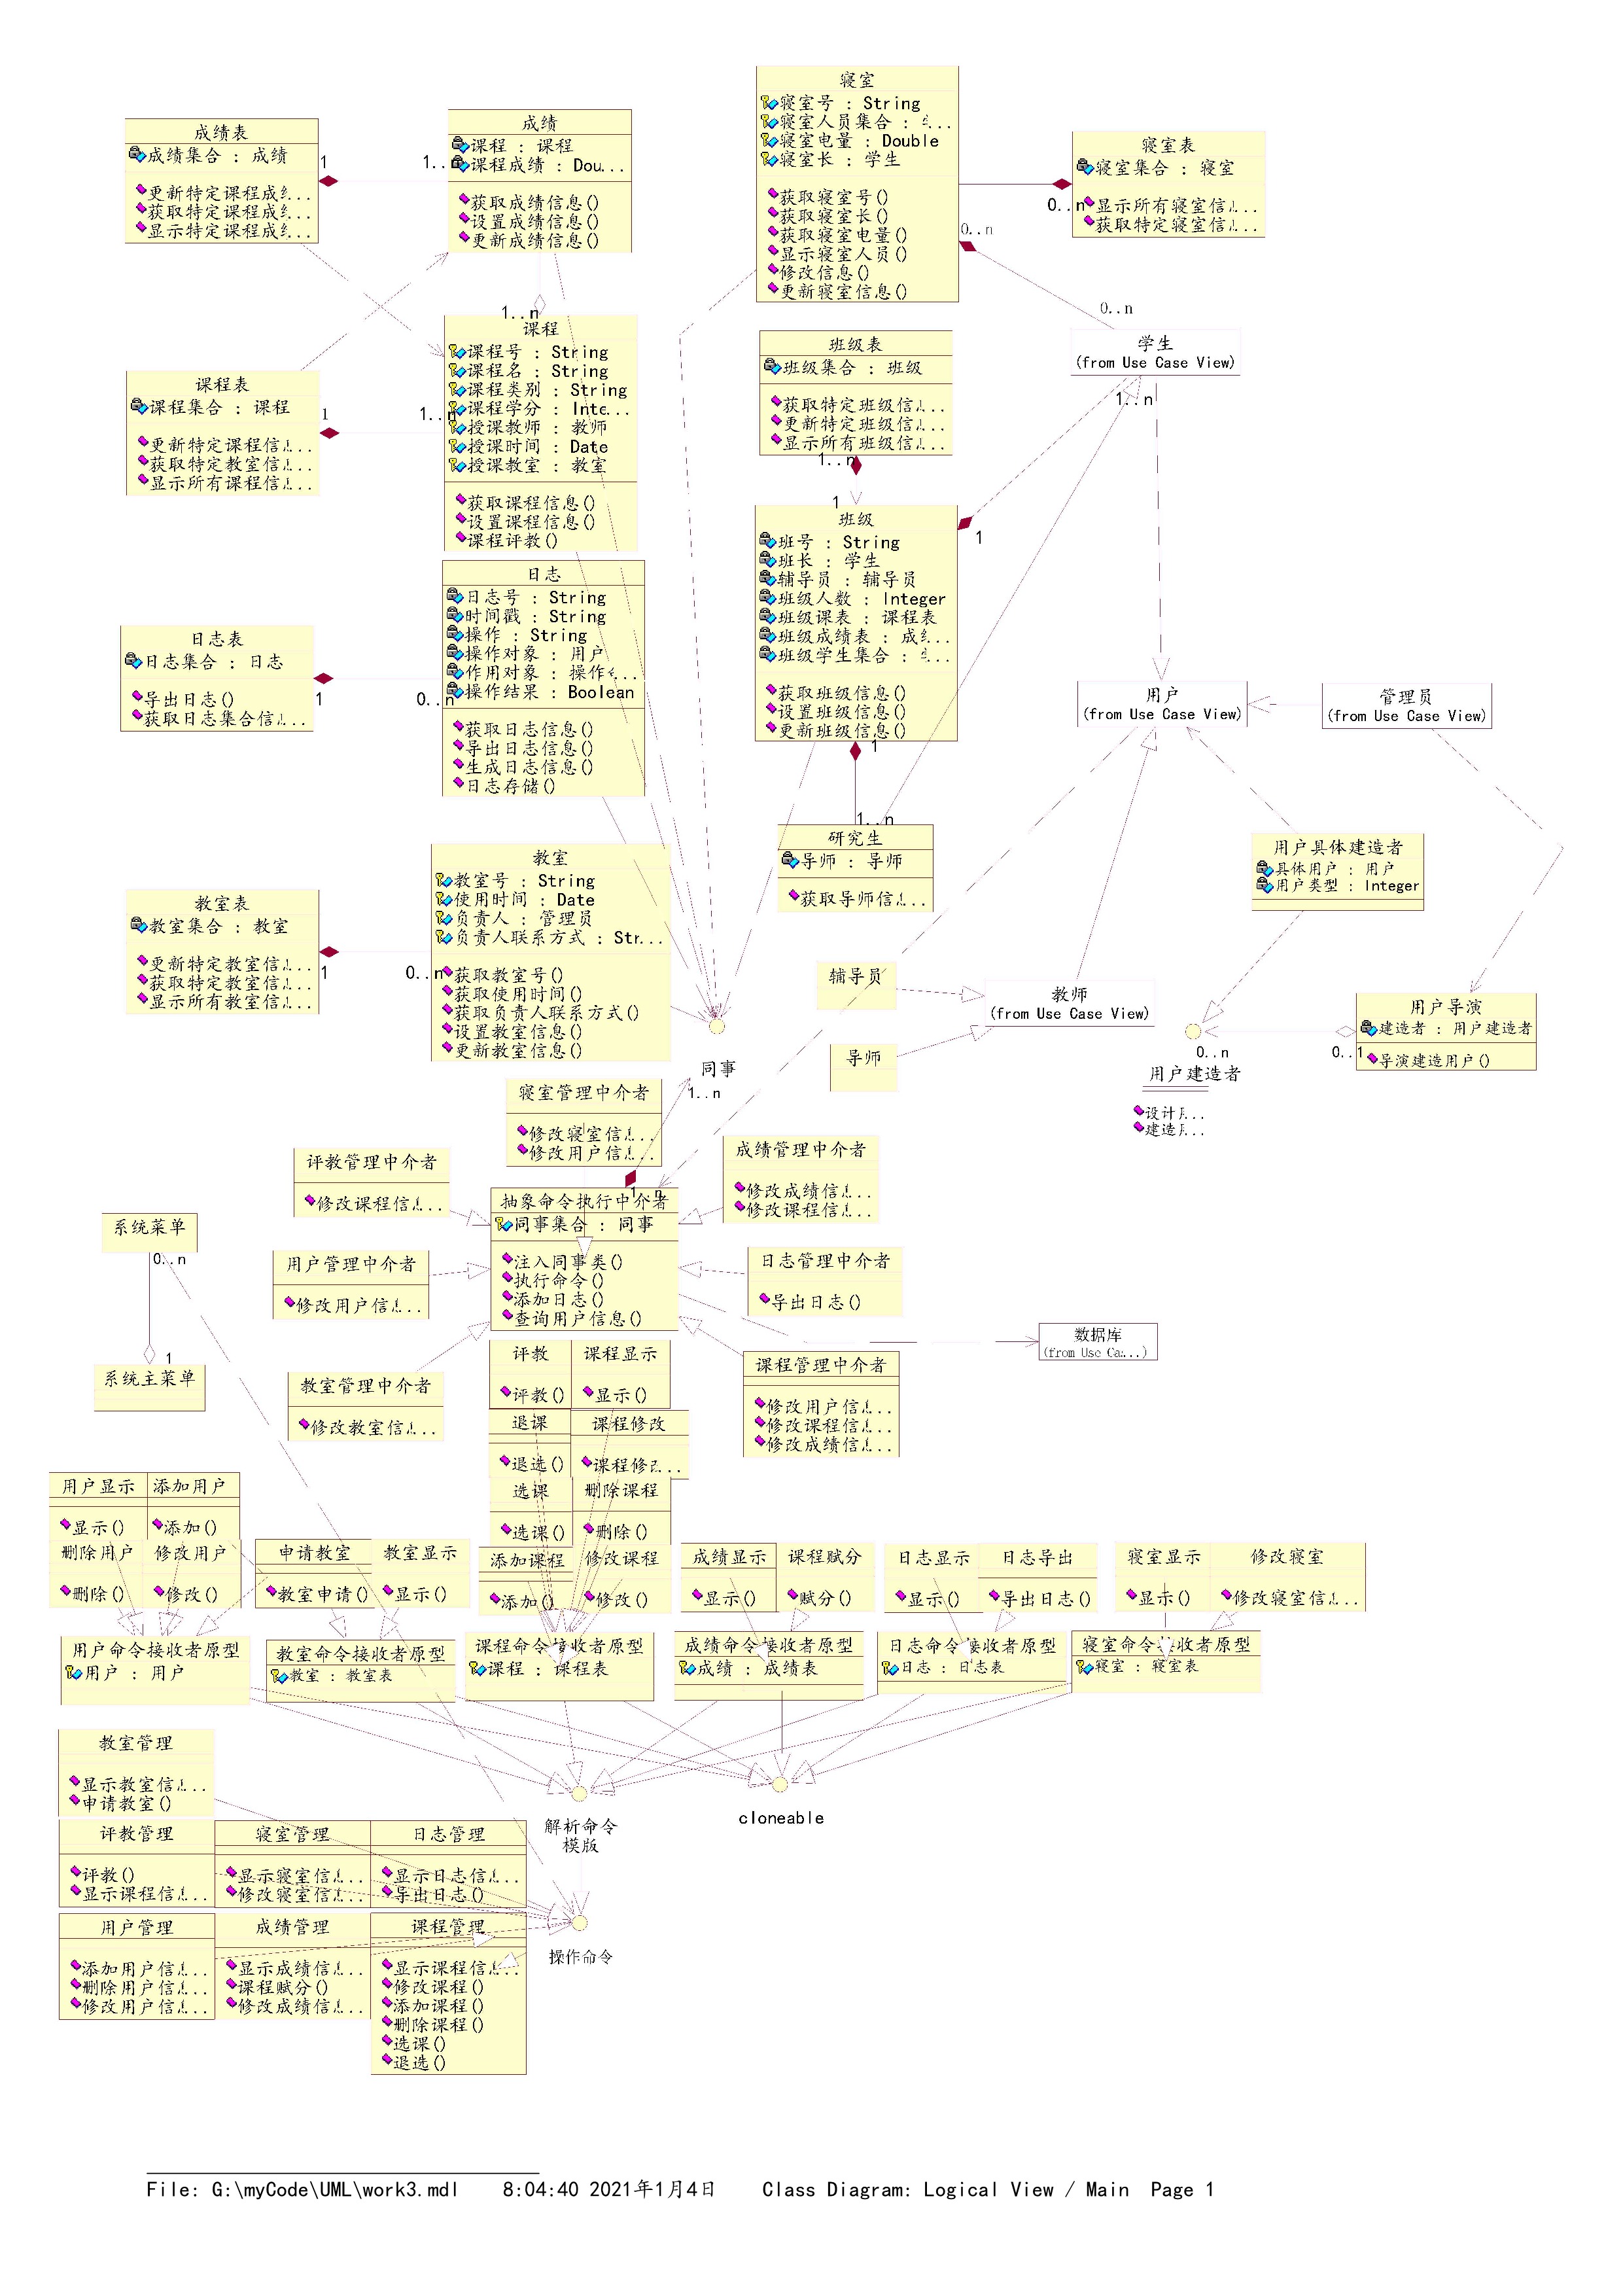 成绩表
成绩集合 : 成绩
更新特定课程成...
获取特定课程成...
显示特定课程成...
1
1..
成绩
课程 : 课程
课程成绩 : Dou...
获取成绩信息()
设置成绩信息()
更新成绩信息()
寝室
寝室号 : String
寝室人员集合 : ...
寝室电量 : Double
寝室长 : 学生
获取寝室号()
获取寝室长()
获取寝室电量()
显示寝室人员()
修改信息()
更新寝室信息()
寝室表
寝室集合 : 寝室
显示所有寝室信...
获取特定寝室信...
0..n
0..n
0..n
学生
(from Use Case View)
1..n
课程表
课程集合 : 课程
更新特定课程信...
获取特定教室信...
显示所有课程信...
1
1..n
1..n
课程
课程号 : String
课程名 : String
课程类别 : String
课程学分 : Inte...
授课教师 : 教师
授课时间 : Date
授课教室 : 教室
获取课程信息()
设置课程信息()
课程评教()
班级表
班级集合 : 班级
获取特定班级信...
更新特定班级信...
显示所有班级信...
1..n
1
班级
班号 : String
班长 : 学生
辅导员 : 辅导员
班级人数 : Integer
班级课表 : 课程表
班级成绩表 : 成...
班级学生集合 : ...
获取班级信息()
设置班级信息()
更新班级信息()
1
1
1..n
日志表
日志集合 : 日志
导出日志()
获取日志集合信...
1
0..n
日志
日志号 : String
时间戳 : String
操作 : String
操作对象 : 用户
作用对象 : 操作...
操作结果 : Boolean
获取日志信息()
导出日志信息()
生成日志信息()
日志存储()
用户
(from Use Case View)
管理员
(from Use Case View)
研究生
导师 : 导师
获取导师信...
用户具体建造者
具体用户 : 用户
用户类型 : Integer
教室表
教室集合 : 教室
更新特定教室信...
获取特定教室信...
显示所有教室信...
1
0..n
教室
教室号 : String
使用时间 : Date
负责人 : 管理员
负责人联系方式 : Str...
获取教室号()
获取使用时间()
获取负责人联系方式()
设置教室信息()
更新教室信息()
辅导员
导师
教师
(from Use Case View)
用户导演
建造者 : 用户建造者
导演建造用户()
0..n
0..1
用户建造者
设计...
建造...
同事
1..n
寝室管理中介者
修改寝室信...
修改用户信...
评教管理中介者
修改课程信...
成绩管理中介者
修改成绩信...
修改课程信...
1..n
抽象命令执行中介者
同事集合 : 同事
注入同事类()
执行命令()
添加日志()
查询用户信息()
用户管理中介者
修改用户信...
日志管理中介者
导出日志()
教室管理中介者
修改教室信...
课程管理中介者
修改用户信...
修改课程信...
修改成绩信...
数据库
(from Use Ca...)
系统菜单
0..n
1
系统主菜单
评教
评教()
课程显示
显示()
退课
退选()
课程修改
课程修改...
选课
选课()
删除课程
删除()
添加课程
添加()
修改课程
修改()
用户显示
显示()
添加用户
添加()
删除用户
删除()
修改用户
修改()
申请教室
教室申请()
教室显示
显示()
成绩显示
显示()
课程赋分
赋分()
日志显示
显示()
日志导出
导出日志()
寝室显示
显示()
修改寝室
修改寝室信...
用户命令接收者原型
用户 : 用户
教室命令接收者原型
教室 : 教室表
课程命令接收者原型
课程 : 课程表
成绩命令接收者原型
成绩 : 成绩表
日志命令接收者原型
日志 : 日志表
寝室命令接收者原型
寝室 : 寝室表
解析命令
模版
cloneable
操作命令
教室管理
显示教室信...
申请教室()
评教管理
评教()
显示课程信...
寝室管理
显示寝室信...
修改寝室信...
日志管理
显示日志信...
导出日志()
用户管理
添加用户信...
删除用户信...
修改用户信...
成绩管理
显示成绩信...
课程赋分()
修改成绩信...
课程管理
显示课程信...
修改课程()
添加课程()
删除课程()
选课()
退选()
File: G:\myCode\UML\work3.mdl    8:04:40 2021年1月4日    Class Diagram: Logical View / Main  Page 1